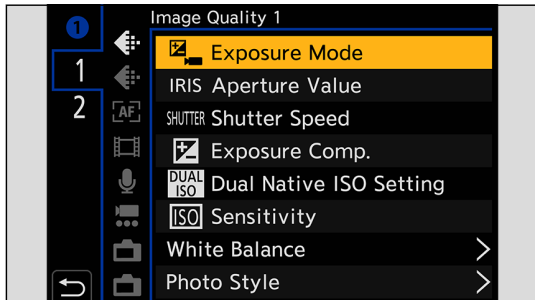 1
Image Quality 1
Exposure Mode
1
IRIS Aperture Value
2
AF
SHUTTER Shutter Speed
Exposure Comp.
DUAL ISO Dual Native ISO Setting
ISO Sensitivity
White Balance
Photo Style